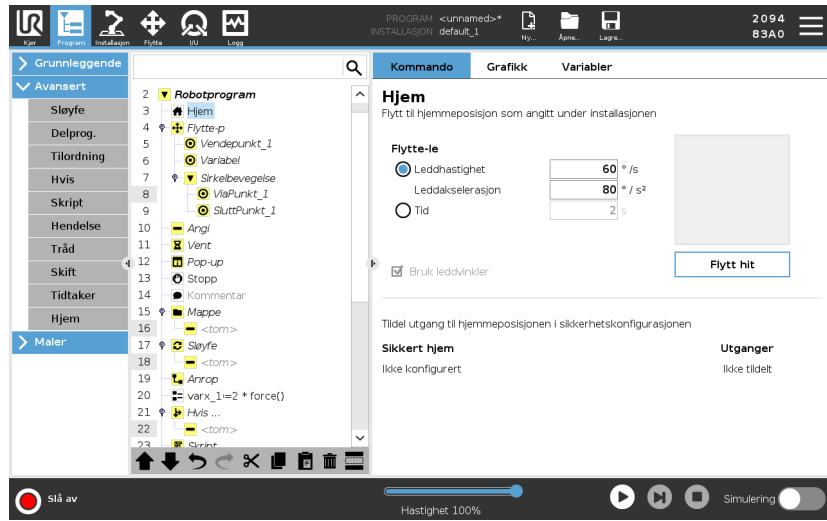 UR
PROGRAM <unnamed>*
INSTALLASJON default_1
2094
83A0
Kjør Program Installasjon Flytte I/U Logg
Ny... Åpne... Lagre...
Grunnleggende
Avansert
Sløyfe
Delprog.
Tilordning
Hvis
Skript
Hendelse
Tråd
Skift
Tidtaker
Hjem
Maler
2 Robotprogram
3 Hjem
4 Flytte-p
5 Vendepunkt_1
6 Variabel
7 Sirkelbevegelse
8 ViaPunkt_1
9 SluttPunkt_1
10 Angi
11 Vent
12 Pop-up
13 Stopp
14 Kommentar
15 Mappe
16 <tom>
17 Sløyfe
18 <tom>
19 Anrop
20 varx_1≔2 * force()
21 Hvis ...
22 <tom>
23 Skript
Kommando Grafikk Variabler
Hjem
Flytt til hjemmeposisjon som angitt under installasjonen
Flytte-le
Leddhastighet 60 °/s
Leddakselerasjon 80 °/s²
Tid 2 s
Bruk leddvinkler
Flytt hit
Tildel utgang til hjemmeposisjonen i sikkerhetskonfigurasjonen
Sikkert hjem Utganger
Ikke konfigurert Ikke tildelt
Slå av
Hastighet 100%
Simulering